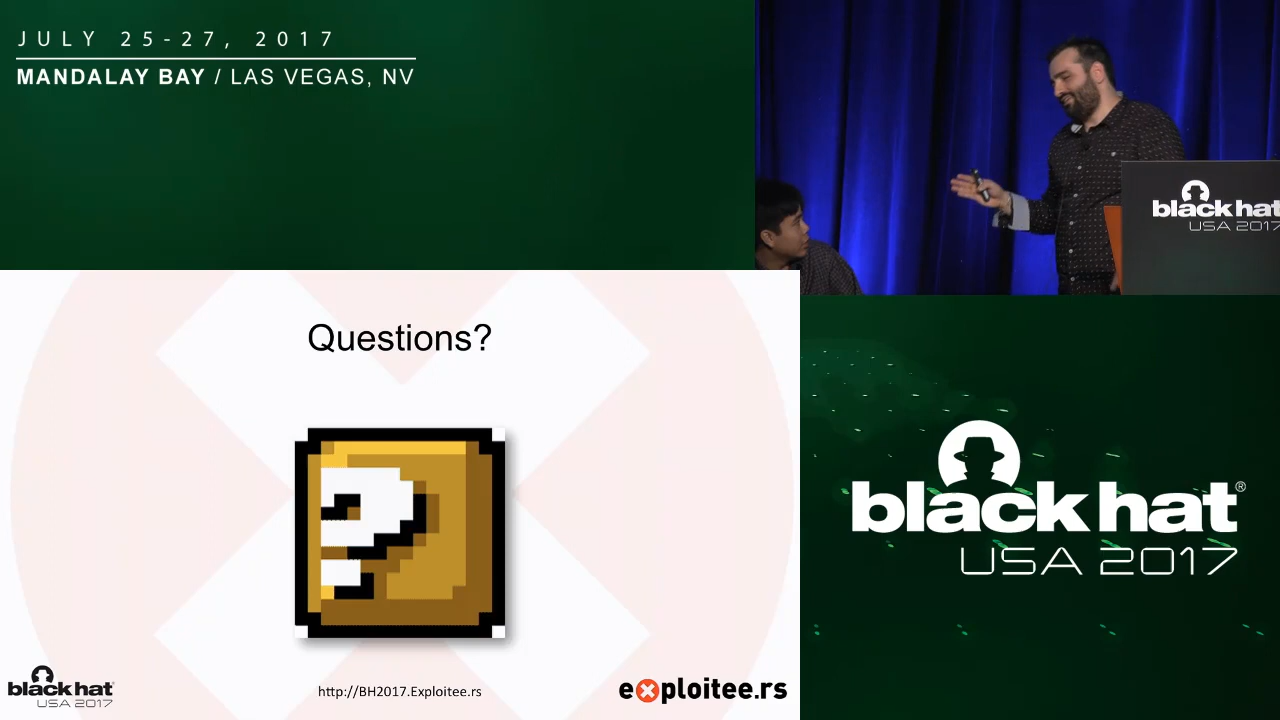 JULY 25-27, 2017
MANDALAY BAY / LAS VEGAS, NV
black hat
USA 2017
Questions?
?
black hat
USA 2017
http://BH2017.Exploitee.rs
exploitee.rs
black hat®
USA 2017